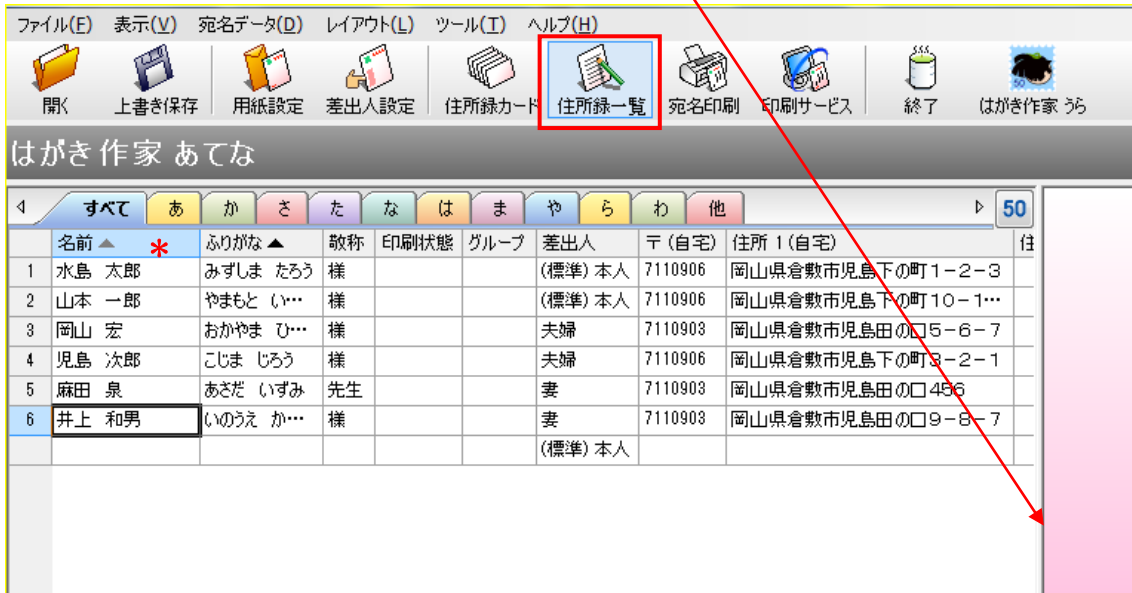 ファイル(F) 表示(V) 宛名データ(D) レイアウト(L) ツール(T) ヘルプ(H)
開く 上書き保存 用紙設定 差出人設定 住所録カード 住所録一覧 宛名印刷 印刷サービス 終了 はがき作家 うら
はがき作家 あてな
すべて あ か さ た な は ま や ら わ 他 50
名前 ▲ * ふりがな ▲ 敬称 印刷状態 グループ 差出人 〒(自宅) 住所 1(自宅) 住
1 水島 太郎 みずしま たろう 様 (標準) 本人 7110906 岡山県倉敷市児島下の町1-2-3
2 山本 一郎 やまもと い… 様 (標準) 本人 7110906 岡山県倉敷市児島下の町10-1…
3 岡山 宏 おかやま ひ… 様 夫婦 7110903 岡山県倉敷市児島田の口5-6-7
4 児島 次郎 こじま じろう 様 夫婦 7110906 岡山県倉敷市児島下の町3-2-1
5 麻田 泉 あさだ いずみ 先生 妻 7110903 岡山県倉敷市児島田の口456
6 井上 和男 いのうえ か… 様 妻 7110903 岡山県倉敷市児島田の口9-8-7
(標準) 本人